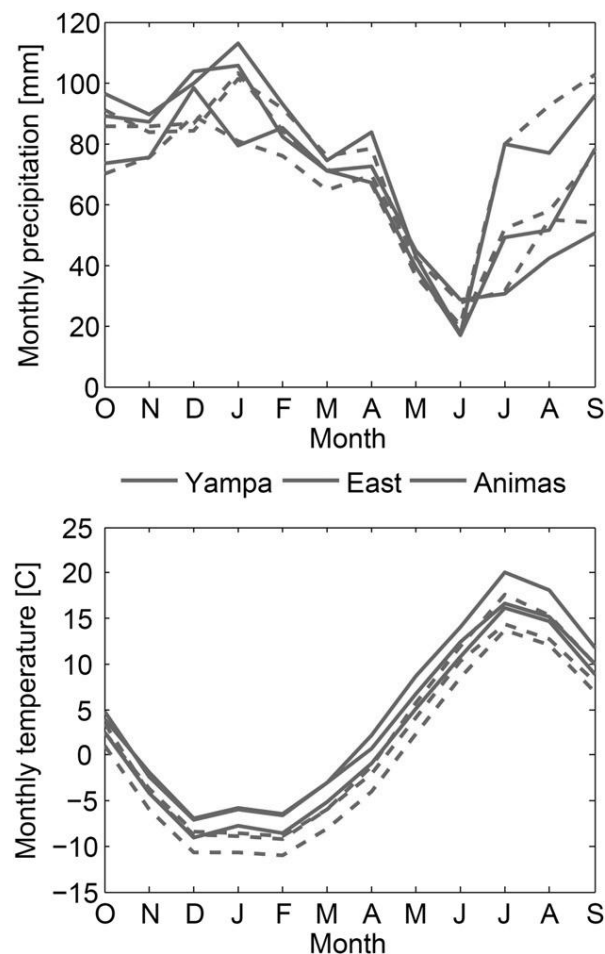 120
100
80
60
40
20
0
Monthly precipitation [mm]
O N D J F M A M J J A S
Month
Yampa East Animas
25
20
15
10
5
0
−5
−10
−15
Monthly temperature [C]
O N D J F M A M J J A S
Month